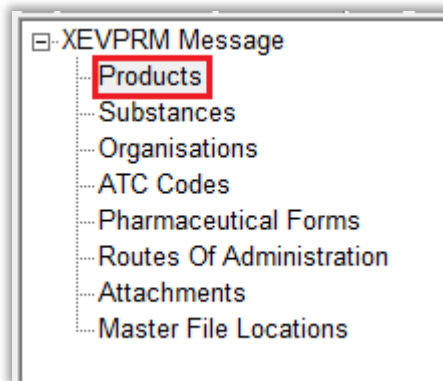 XEVPRM Message
Products
Substances
Organisations
ATC Codes
Pharmaceutical Forms
Routes Of Administration
Attachments
Master File Locations